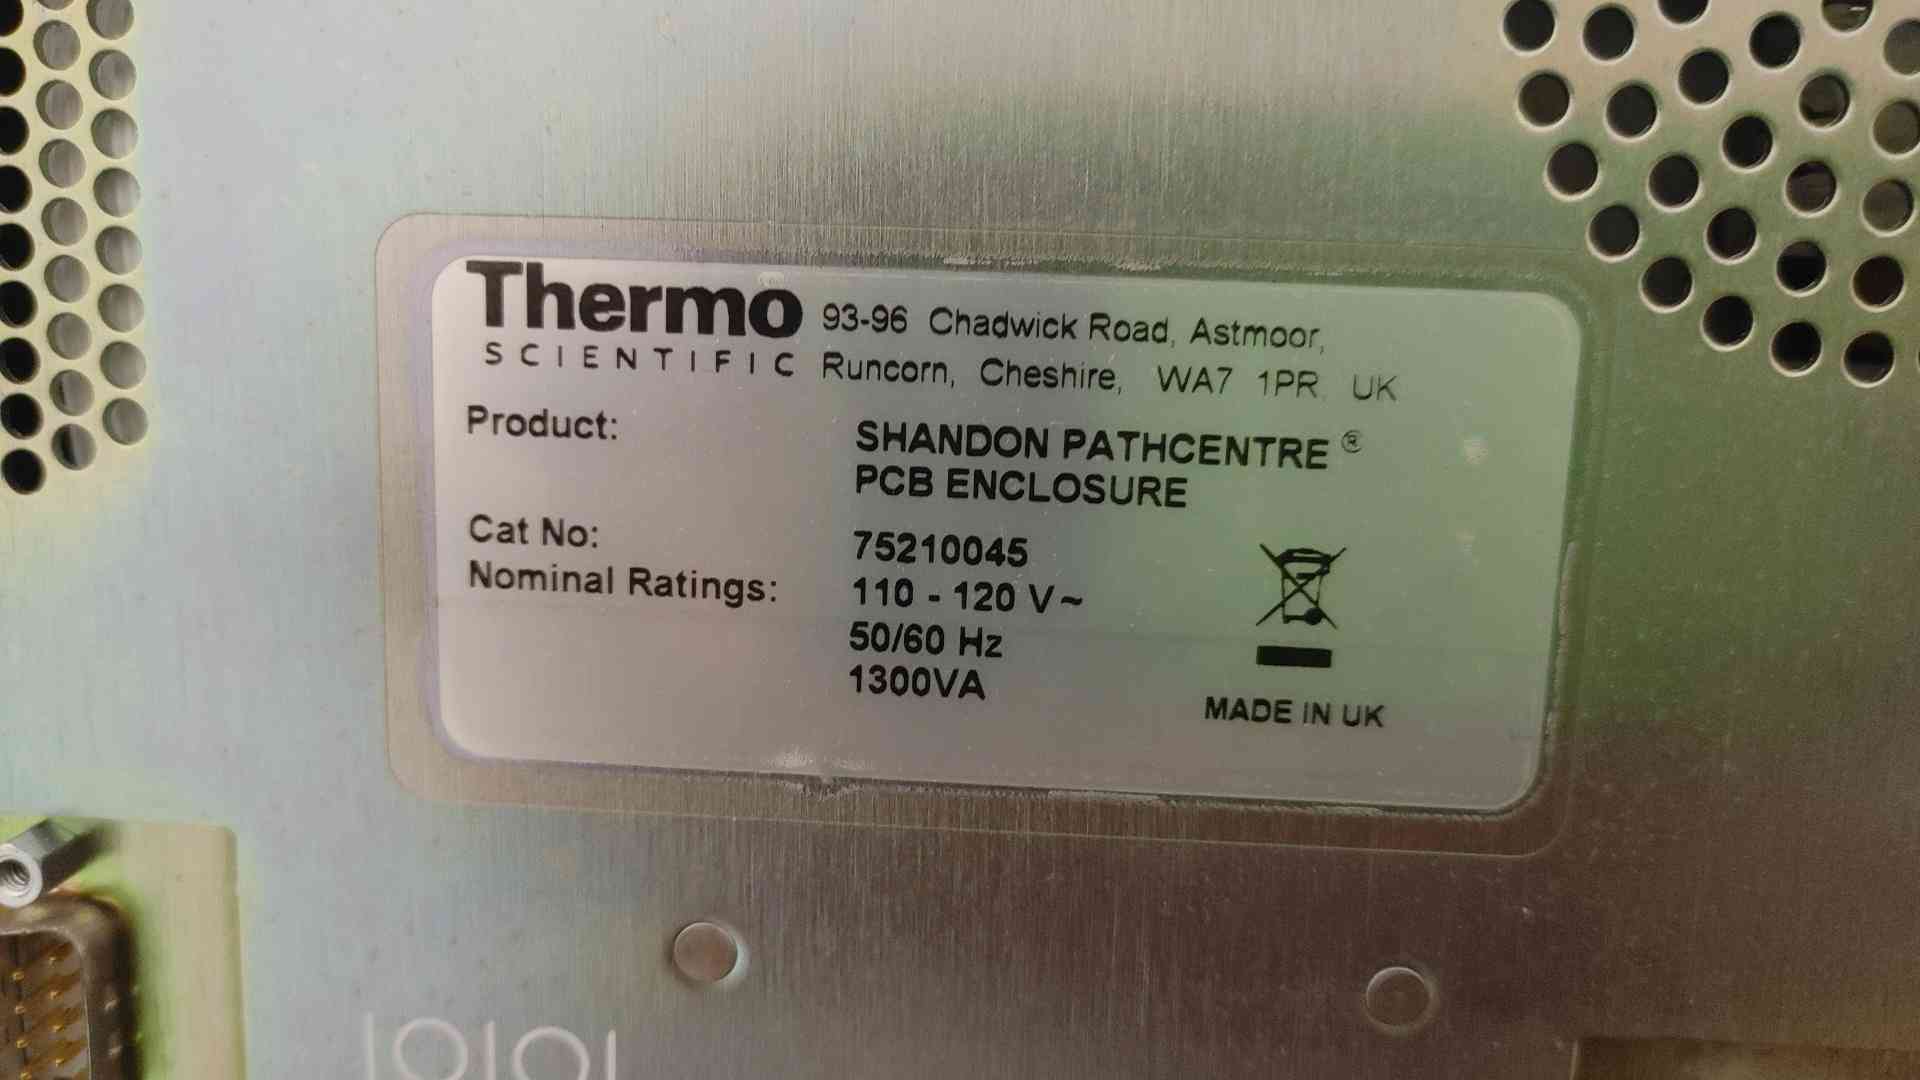 Thermo
SCIENTIFIC
93-96 Chadwick Road, Astmoor,
Runcorn, Cheshire, WA7 1PR UK
Product: SHANDON PATHCENTRE ®
PCB ENCLOSURE
Cat No: 75210045
Nominal Ratings: 110 - 120 V~
50/60 Hz
1300VA
MADE IN UK
IOIOI